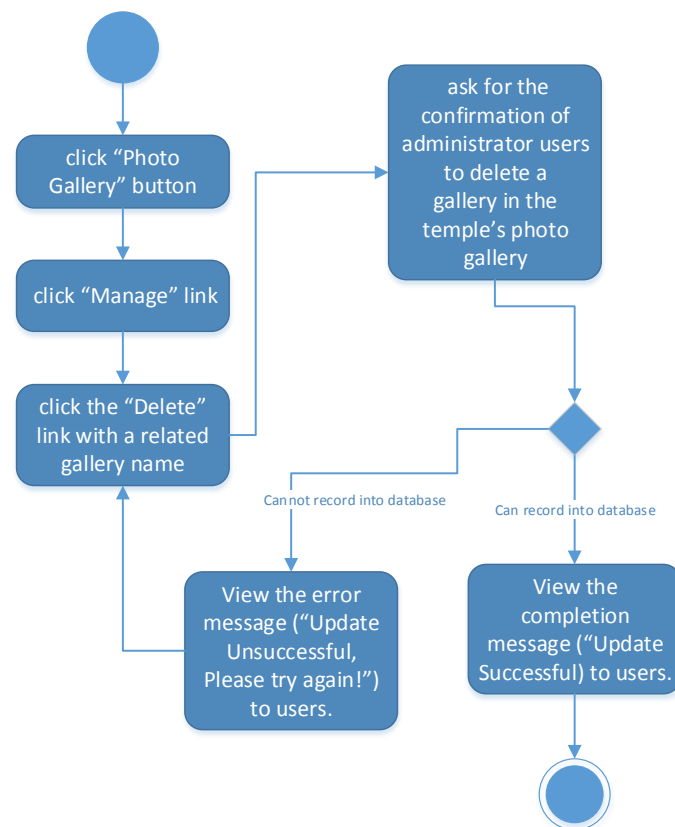 click “Photo
Gallery” button
click “Manage” link
click the “Delete”
link with a related
gallery name
ask for the
confirmation of
administrator users
to delete a
gallery in the
temple’s photo
gallery
Cannot record into database
Can record into database
View the error
message (“Update
Unsuccessful,
Please try again!”)
to users.
View the
completion
message (“Update
Successful) to users.